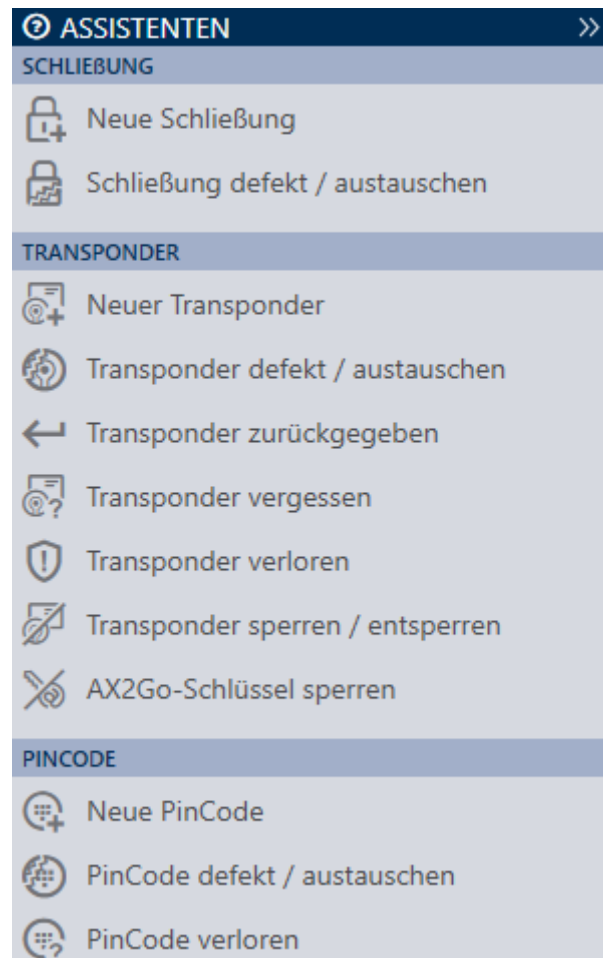 ASSISTENTEN
SCHLIEßUNG
Neue Schließung
Schließung defekt / austauschen
TRANSPONDER
Neuer Transponder
Transponder defekt / austauschen
Transponder zurückgegeben
Transponder vergessen
Transponder verloren
Transponder sperren / entsperren
AX2Go-Schlüssel sperren
PINCODE
Neue PinCode
PinCode defekt / austauschen
PinCode verloren